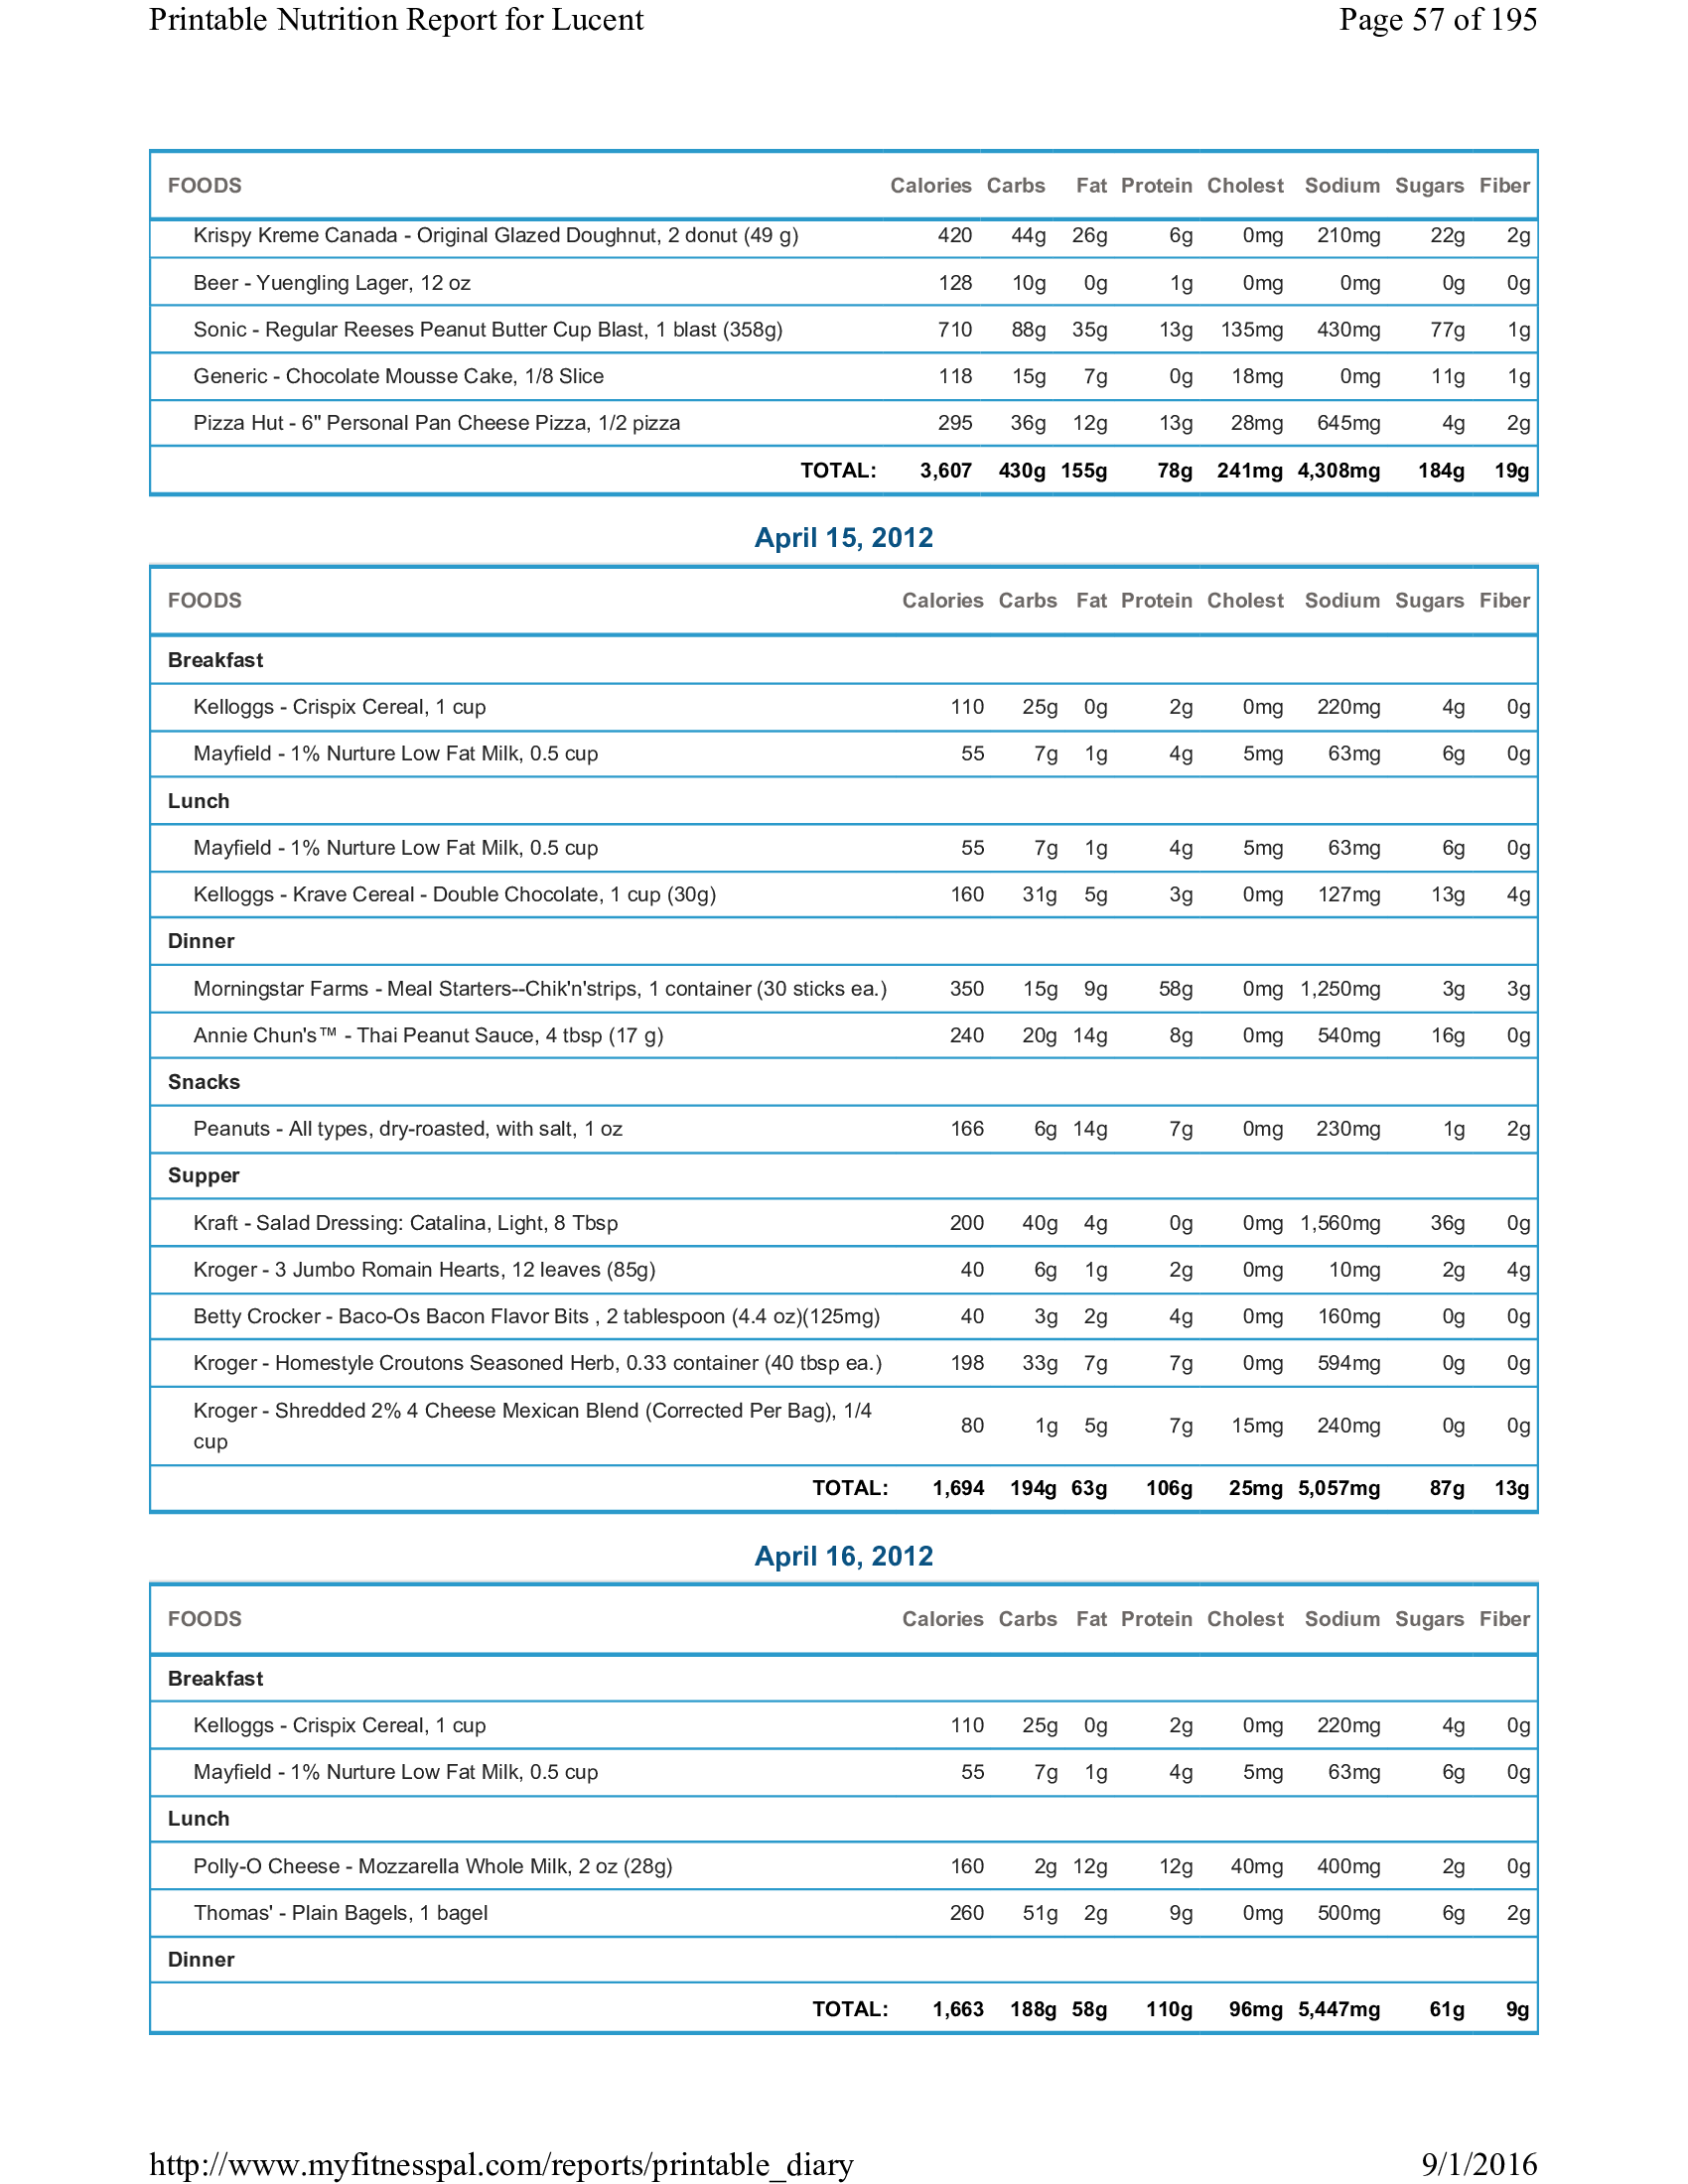 Printable Nutrition Report for Lucent Page 57 of 195
FOODS Calories Carbs Fat Protein Cholest Sodium Sugars Fiber
Krispy Kreme Canada - Original Glazed Doughnut, 2 donut (49 g) 420 44g 26g 6g 0mg 210mg 22g 2g
Beer - Yuengling Lager, 12 oz 128 10g 0g 1g 0mg 0mg 0g 0g
Sonic - Regular Reeses Peanut Butter Cup Blast, 1 blast (358g) 710 88g 35g 13g 135mg 430mg 77g 1g
Generic - Chocolate Mousse Cake, 1/8 Slice 118 15g 7g 0g 18mg 0mg 11g 1g
Pizza Hut - 6" Personal Pan Cheese Pizza, 1/2 pizza 295 36g 12g 13g 28mg 645mg 4g 2g
TOTAL: 3,607 430g 155g 78g 241mg 4,308mg 184g 19g
April 15, 2012
FOODS Calories Carbs Fat Protein Cholest Sodium Sugars Fiber
Breakfast
Kelloggs - Crispix Cereal, 1 cup 110 25g 0g 2g 0mg 220mg 4g 0g
Mayfield - 1% Nurture Low Fat Milk, 0.5 cup 55 7g 1g 4g 5mg 63mg 6g 0g
Lunch
Mayfield - 1% Nurture Low Fat Milk, 0.5 cup 55 7g 1g 4g 5mg 63mg 6g 0g
Kelloggs - Krave Cereal - Double Chocolate, 1 cup (30g) 160 31g 5g 3g 0mg 127mg 13g 4g
Dinner
Morningstar Farms - Meal Starters--Chik'n'strips, 1 container (30 sticks ea.) 350 15g 9g 58g 0mg 1,250mg 3g 3g
Annie Chun's™ - Thai Peanut Sauce, 4 tbsp (17 g) 240 20g 14g 8g 0mg 540mg 16g 0g
Snacks
Peanuts - All types, dry-roasted, with salt, 1 oz 166 6g 14g 7g 0mg 230mg 1g 2g
Supper
Kraft - Salad Dressing: Catalina, Light, 8 Tbsp 200 40g 4g 0g 0mg 1,560mg 36g 0g
Kroger - 3 Jumbo Romain Hearts, 12 leaves (85g) 40 6g 1g 2g 0mg 10mg 2g 4g
Betty Crocker - Baco-Os Bacon Flavor Bits , 2 tablespoon (4.4 oz)(125mg) 40 3g 2g 4g 0mg 160mg 0g 0g
Kroger - Homestyle Croutons Seasoned Herb, 0.33 container (40 tbsp ea.) 198 33g 7g 7g 0mg 594mg 0g 0g
Kroger - Shredded 2% 4 Cheese Mexican Blend (Corrected Per Bag), 1/4
cup 80 1g 5g 7g 15mg 240mg 0g 0g
TOTAL: 1,694 194g 63g 106g 25mg 5,057mg 87g 13g
April 16, 2012
FOODS Calories Carbs Fat Protein Cholest Sodium Sugars Fiber
Breakfast
Kelloggs - Crispix Cereal, 1 cup 110 25g 0g 2g 0mg 220mg 4g 0g
Mayfield - 1% Nurture Low Fat Milk, 0.5 cup 55 7g 1g 4g 5mg 63mg 6g 0g
Lunch
Polly-O Cheese - Mozzarella Whole Milk, 2 oz (28g) 160 2g 12g 12g 40mg 400mg 2g 0g
Thomas' - Plain Bagels, 1 bagel 260 51g 2g 9g 0mg 500mg 6g 2g
Dinner
TOTAL: 1,663 188g 58g 110g 96mg 5,447mg 61g 9g
http://www.myfitnesspal.com/reports/printable_diary 9/1/2016